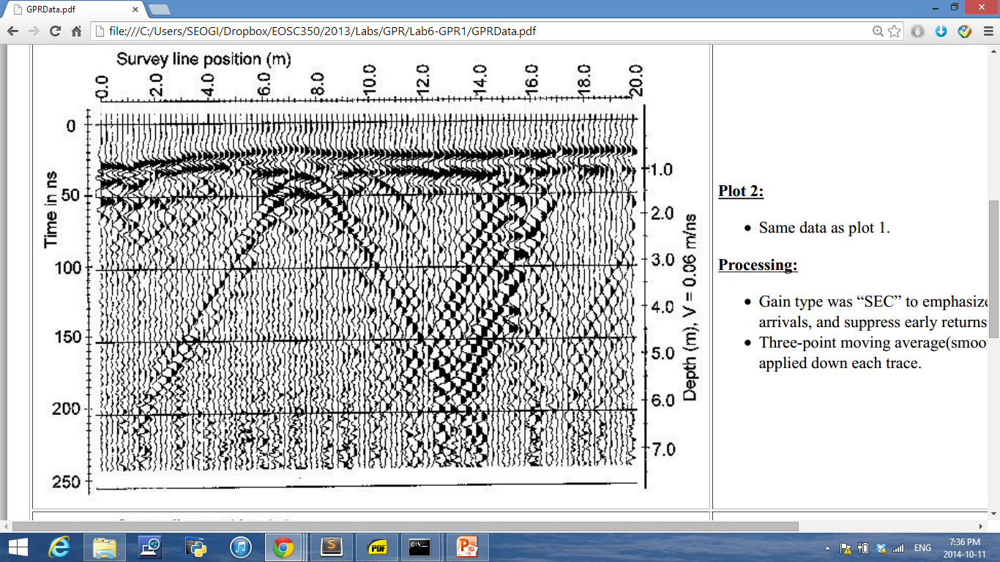 GPRData.pdf
file:///C:/Users/SEOGI/Dropbox/EOSC350/2013/Labs/GPR/Lab6-GPR1/GPRData.pdf
Survey line position (m)
0.0 2.0 4.0 6.0 8.0 10.0 12.0 14.0 16.0 18.0 20.0
Time in ns
0
50
100
150
200
250
1.0
2.0
3.0
4.0
5.0
6.0
7.0
Depth (m), V = 0.06 m/ns
Plot 2:
• Same data as plot 1.
Processing:
• Gain type was “SEC” to emphasize
arrivals, and suppress early returns
• Three-point moving average(smoo
applied down each trace.
PDF
C:\
ENG
7:36 PM
2014-10-11